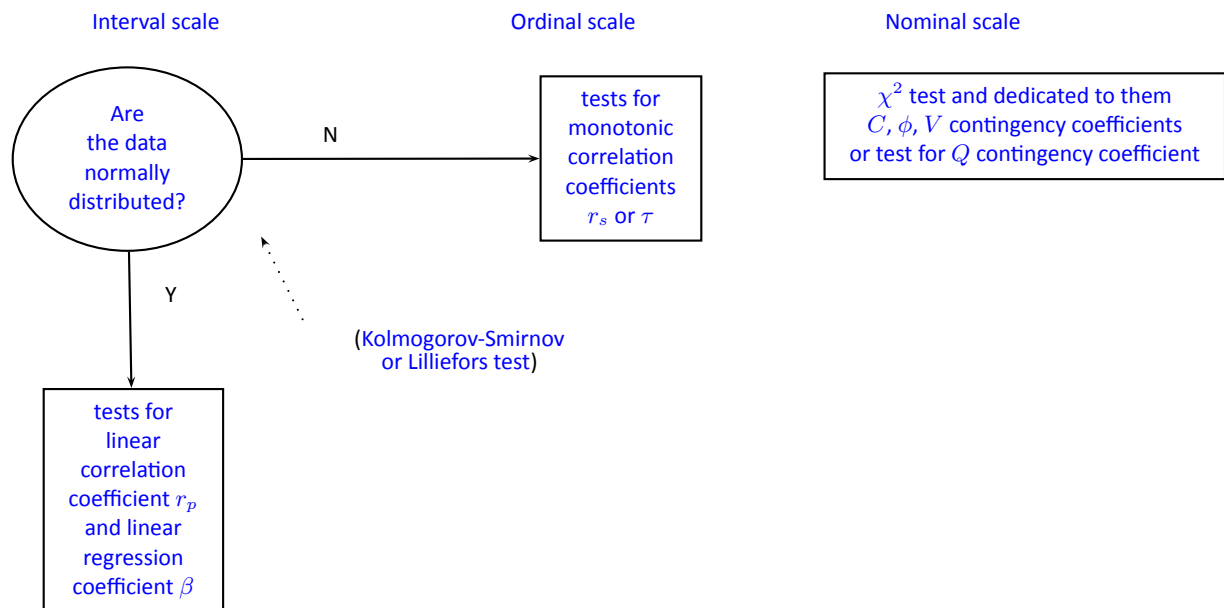 Interval scale
Ordinal scale
Nominal scale
Are
the data
normally
distributed?
N
tests for
monotonic
correlation
coefficients
r_s or τ
χ² test and dedicated to them
C, ϕ, V contingency coefficients
or test for Q contingency coefficient
Y
(Kolmogorov-Smirnov
or Lilliefors test)
tests for
linear
correlation
coefficient r_p
and linear
regression
coefficient β